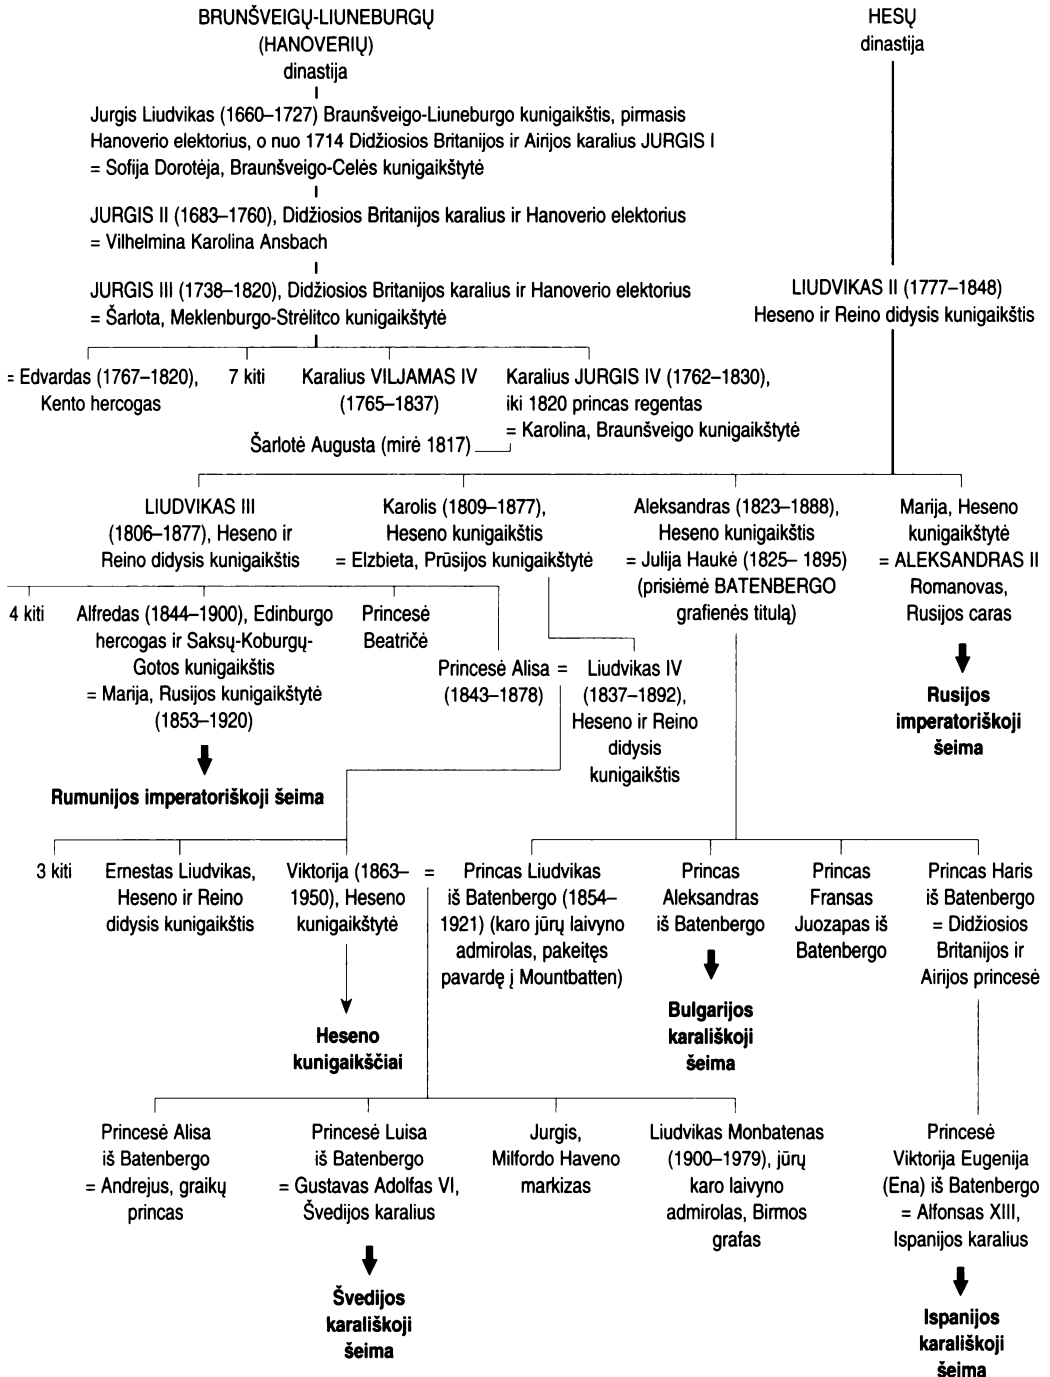 BRUNŠVEIGŲ-LIUNEBURGŲ
(HANOVERIŲ)
dinastija
HESŲ
dinastija
Jurgis Liudvikas (1660–1727) Braunšveigo-Liuneburgo kunigaikštis, pirmasis
Hanoverio elektorius, o nuo 1714 Didžiosios Britanijos ir Airijos karalius JURGIS I
= Sofija Dorotėja, Braunšveigo-Celės kunigaikštytė
JURGIS II (1683–1760), Didžiosios Britanijos karalius ir Hanoverio elektorius
= Vilhelmina Karolina Ansbach
JURGIS III (1738–1820), Didžiosios Britanijos karalius ir Hanoverio elektorius
= Šarlota, Meklenburgo-Strėlitco kunigaikštytė
LIUDVIKAS II (1777–1848)
Heseno ir Reino didysis kunigaikštis
= Edvardas (1767–1820),
Kento hercogas
7 kiti
Karalius VILJAMAS IV
(1765–1837)
Karalius JURGIS IV (1762–1830),
iki 1820 princas regentas
= Karolina, Braunšveigo kunigaikštytė
Šarlotė Augusta (mirė 1817)
LIUDVIKAS III
(1806–1877), Heseno ir
Reino didysis kunigaikštis
Karolis (1809–1877),
Heseno kunigaikštis
= Elzbieta, Prūsijos kunigaikštytė
Aleksandras (1823–1888),
Heseno kunigaikštis
= Julija Haukė (1825– 1895)
(prisiėmė BATENBERGO
grafienės titulą)
Marija, Heseno
kunigaikštytė
= ALEKSANDRAS II
Romanovas,
Rusijos caras
Rusijos
imperatoriškoji
šeima
4 kiti
Alfredas (1844–1900), Edinburgo
hercogas ir Saksų-Koburgų-
Gotos kunigaikštis
= Marija, Rusijos kunigaikštytė
(1853–1920)
Rumunijos imperatoriškoji šeima
Princesė
Beatričė
Princesė Alisa =
(1843–1878)
Liudvikas IV
(1837–1892),
Heseno ir Reino
didysis
kunigaikštis
3 kiti
Ernestas Liudvikas,
Heseno ir Reino
didysis kunigaikštis
Viktorija (1863– =
1950), Heseno
kunigaikštytė
Heseno
kunigaikščiai
Princas Liudvikas
iš Batenbergo (1854–
1921) (karo jūrų laivyno
admirolas, pakeitęs
pavardę į Mountbatten)
Princas
Aleksandras
iš Batenbergo
Bulgarijos
karališkoji
šeima
Princas
Fransas
Juozapas iš
Batenbergo
Princas Haris
iš Batenbergo
= Didžiosios
Britanijos ir
Airijos princesė
Princesė Alisa
iš Batenbergo
= Andrejus, graikų
princas
Princesė Luisa
iš Batenbergo
= Gustavas Adolfas VI,
Švedijos karalius
Švedijos
karališkoji
šeima
Jurgis,
Milfordo Haveno
markizas
Liudvikas Monbatenas
(1900–1979), jūrų
karo laivyno
admirolas, Birmos
grafas
Princesė
Viktorija Eugenija
(Ena) iš Batenbergo
= Alfonsas XIII,
Ispanijos karalius
Ispanijos
karališkoji
šeima